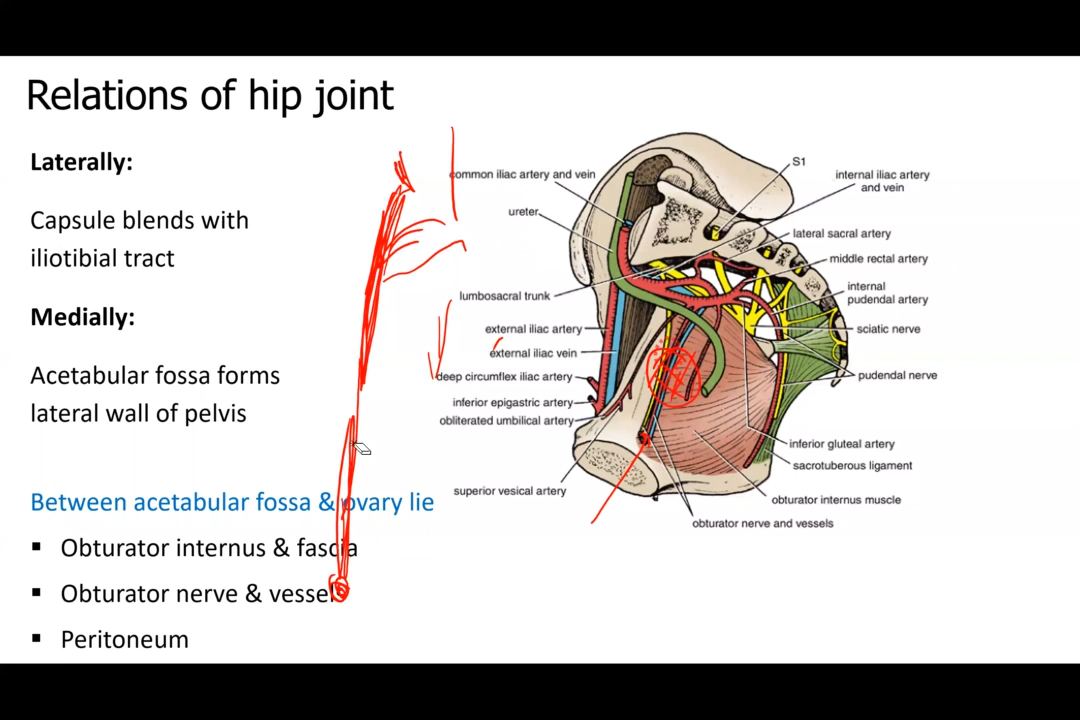 Relations of hip joint
Laterally:
Capsule blends with
iliotibial tract
Medially:
Acetabular fossa forms
lateral wall of pelvis
Between acetabular fossa & ovary lie
▪ Obturator internus & fascia
▪ Obturator nerve & vessels
▪ Peritoneum
common iliac artery and vein
ureter
lumbosacral trunk
external iliac artery
external iliac vein
deep circumflex iliac artery
inferior epigastric artery
obliterated umbilical artery
superior vesical artery
S1
internal iliac artery
and vein
lateral sacral artery
middle rectal artery
internal
pudendal artery
sciatic nerve
pudendal nerve
inferior gluteal artery
sacrotuberous ligament
obturator internus muscle
obturator nerve and vessels